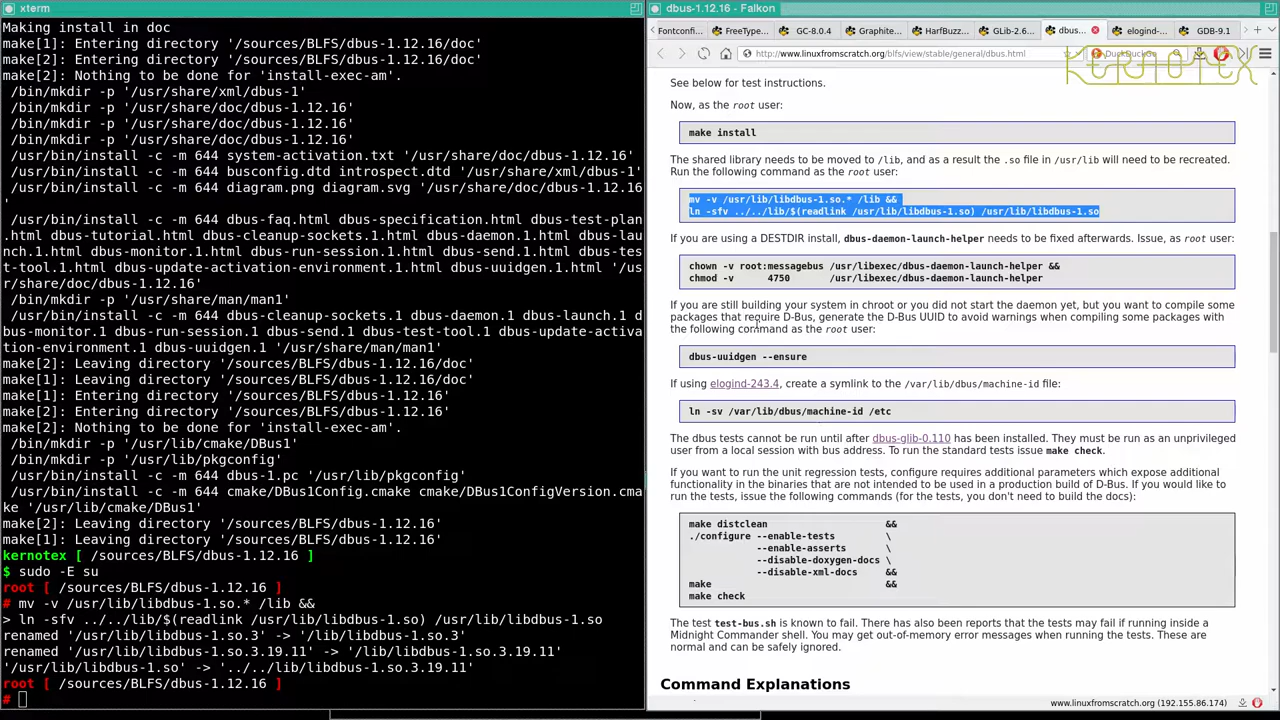 xterm
Making install in doc
make[1]: Entering directory '/sources/BLFS/dbus-1.12.16/doc'
make[2]: Entering directory '/sources/BLFS/dbus-1.12.16/doc'
make[2]: Nothing to be done for 'install-exec-am'.
/bin/mkdir -p '/usr/share/xml/dbus-1'
/bin/mkdir -p '/usr/share/doc/dbus-1.12.16'
/bin/mkdir -p '/usr/share/doc/dbus-1.12.16'
/bin/mkdir -p '/usr/share/doc/dbus-1.12.16'
/usr/bin/install -c -m 644 system-activation.txt '/usr/share/doc/dbus-1.12.16'
/usr/bin/install -c -m 644 busconfig.dtd introspect.dtd '/usr/share/xml/dbus-1'
/usr/bin/install -c -m 644 diagram.png diagram.svg '/usr/share/doc/dbus-1.12.16
'
/usr/bin/install -c -m 644 dbus-faq.html dbus-specification.html dbus-test-plan
.html dbus-tutorial.html dbus-cleanup-sockets.1.html dbus-daemon.1.html dbus-lau
nch.1.html dbus-monitor.1.html dbus-run-session.1.html dbus-send.1.html dbus-tes
t-tool.1.html dbus-update-activation-environment.1.html dbus-uuidgen.1.html '/us
r/share/doc/dbus-1.12.16'
/bin/mkdir -p '/usr/share/man/man1'
/usr/bin/install -c -m 644 dbus-cleanup-sockets.1 dbus-daemon.1 dbus-launch.1 d
bus-monitor.1 dbus-run-session.1 dbus-send.1 dbus-test-tool.1 dbus-update-activa
tion-environment.1 dbus-uuidgen.1 '/usr/share/man/man1'
make[2]: Leaving directory '/sources/BLFS/dbus-1.12.16/doc'
make[1]: Leaving directory '/sources/BLFS/dbus-1.12.16/doc'
make[1]: Entering directory '/sources/BLFS/dbus-1.12.16'
make[2]: Entering directory '/sources/BLFS/dbus-1.12.16'
make[2]: Nothing to be done for 'install-exec-am'.
/bin/mkdir -p '/usr/lib/cmake/DBus1'
/bin/mkdir -p '/usr/lib/pkgconfig'
/usr/bin/install -c -m 644 dbus-1.pc '/usr/lib/pkgconfig'
/usr/bin/install -c -m 644 cmake/DBus1Config.cmake cmake/DBus1ConfigVersion.cma
ke '/usr/lib/cmake/DBus1'
make[2]: Leaving directory '/sources/BLFS/dbus-1.12.16'
make[1]: Leaving directory '/sources/BLFS/dbus-1.12.16'
kernotex [ /sources/BLFS/dbus-1.12.16 ]
$ sudo -E su
root [ /sources/BLFS/dbus-1.12.16 ]
# mv -v /usr/lib/libdbus-1.so.* /lib &&
> ln -sfv ../../lib/$(readlink /usr/lib/libdbus-1.so) /usr/lib/libdbus-1.so
renamed '/usr/lib/libdbus-1.so.3' -> '/lib/libdbus-1.so.3'
renamed '/usr/lib/libdbus-1.so.3.19.11' -> '/lib/libdbus-1.so.3.19.11'
'/usr/lib/libdbus-1.so' -> '../../lib/libdbus-1.so.3.19.11'
root [ /sources/BLFS/dbus-1.12.16 ]
#
dbus-1.12.16 - Falkon
Fontconfi... FreeType... GC-8.0.4 Graphite... HarfBuzz... GLib-2.6... dbus... elogind-... GDB-9.1
http://www.linuxfromscratch.org/blfs/view/stable/general/dbus.html DuckDuckGo
KERNOTEX
See below for test instructions.
Now, as the root user:
make install
The shared library needs to be moved to /lib, and as a result the .so file in /usr/lib will need to be recreated.
Run the following command as the root user:
mv -v /usr/lib/libdbus-1.so.* /lib &&
ln -sfv ../../lib/$(readlink /usr/lib/libdbus-1.so) /usr/lib/libdbus-1.so
If you are using a DESTDIR install, dbus-daemon-launch-helper needs to be fixed afterwards. Issue, as root user:
chown -v root:messagebus /usr/libexec/dbus-daemon-launch-helper &&
chmod -v 4750 /usr/libexec/dbus-daemon-launch-helper
If you are still building your system in chroot or you did not start the daemon yet, but you want to compile some
packages that require D-Bus, generate the D-Bus UUID to avoid warnings when compiling some packages with
the following command as the root user:
dbus-uuidgen --ensure
If using elogind-243.4, create a symlink to the /var/lib/dbus/machine-id file:
ln -sv /var/lib/dbus/machine-id /etc
The dbus tests cannot be run until after dbus-glib-0.110 has been installed. They must be run as an unprivileged
user from a local session with bus address. To run the standard tests issue make check.
If you want to run the unit regression tests, configure requires additional parameters which expose additional
functionality in the binaries that are not intended to be used in a production build of D-Bus. If you would like to
run the tests, issue the following commands (for the tests, you don't need to build the docs):
make distclean &&
./configure --enable-tests \
--enable-asserts \
--disable-doxygen-docs \
--disable-xml-docs &&
make &&
make check
The test test-bus.sh is known to fail. There has also been reports that the tests may fail if running inside a
Midnight Commander shell. You may get out-of-memory error messages when running the tests. These are
normal and can be safely ignored.
Command Explanations
www.linuxfromscratch.org (192.155.86.174)